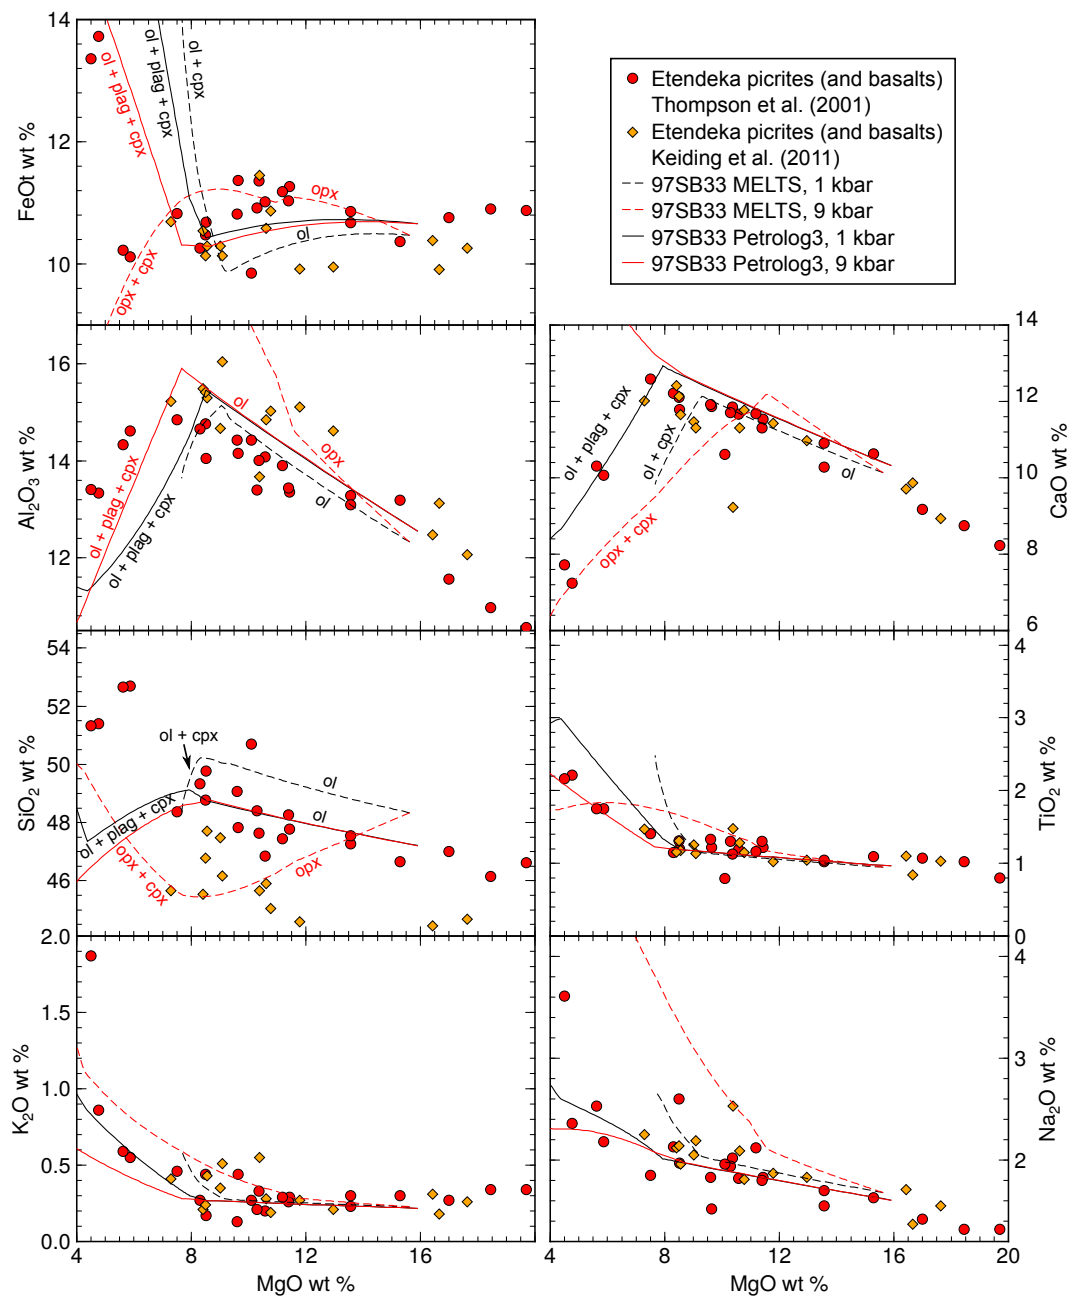 14
12
10
FeOt wt %
ol + plag + cpx
ol + plag + cpx
ol + cpx
opx
ol
opx + cpx
Etendeka picrites (and basalts)
Thompson et al. (2001)
Etendeka picrites (and basalts)
Keiding et al. (2011)
97SB33 MELTS, 1 kbar
97SB33 MELTS, 9 kbar
97SB33 Petrolog3, 1 kbar
97SB33 Petrolog3, 9 kbar
16
14
12
Al2O3 wt %
ol
opx
ol
ol + plag + cpx
ol + plag + cpx
14
12
10
8
6
CaO wt %
ol + plag + cpx
ol + cpx
ol
opx + cpx
54
52
50
48
46
SiO2 wt %
ol + cpx
ol
ol
ol + plag + cpx
opx + cpx
opx
4
3
2
1
0
TiO2 wt %
2.0
1.5
1.0
0.5
0.0
K2O wt %
4
8
12
16
MgO wt %
4
3
2
Na2O wt %
4
8
12
16
20
MgO wt %